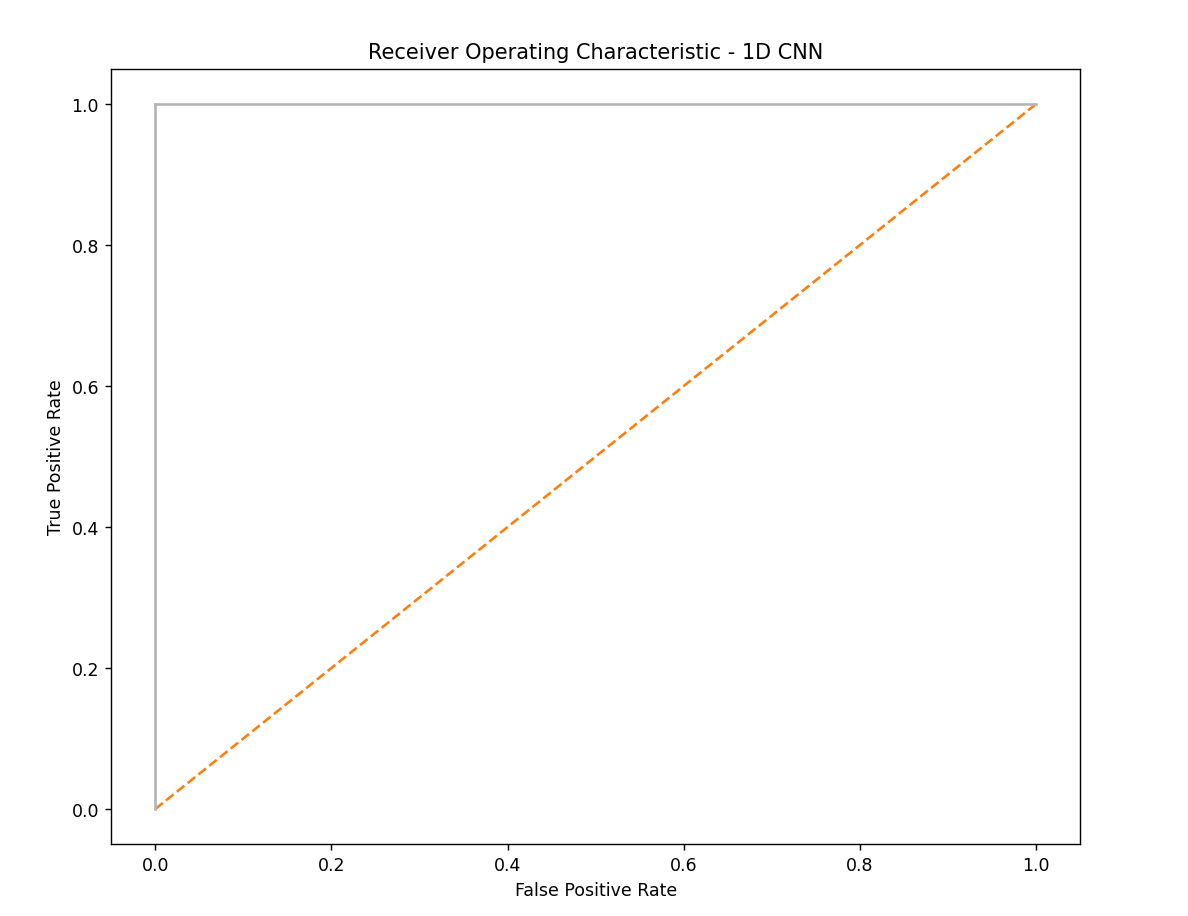 Receiver Operating Characteristic - 1D CNN
True Positive Rate
1.0
0.8
0.6
0.4
0.2
0.0
0.0 0.2 0.4 0.6 0.8 1.0
False Positive Rate